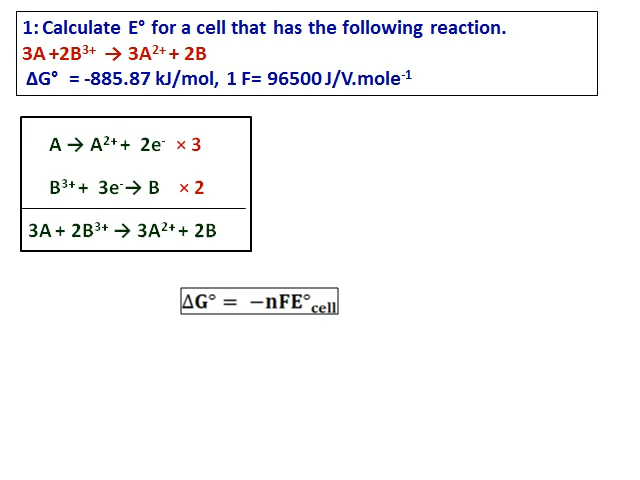 1: Calculate E° for a cell that has the following reaction.
3A +2B³⁺ → 3A²⁺ + 2B
ΔG° = -885.87 kJ/mol, 1 F= 96500 J/V.mole⁻¹
A → A²⁺ + 2e⁻ × 3
B³⁺ + 3e⁻ → B × 2
3A + 2B³⁺ → 3A²⁺ + 2B
ΔG° = −nFE°cell